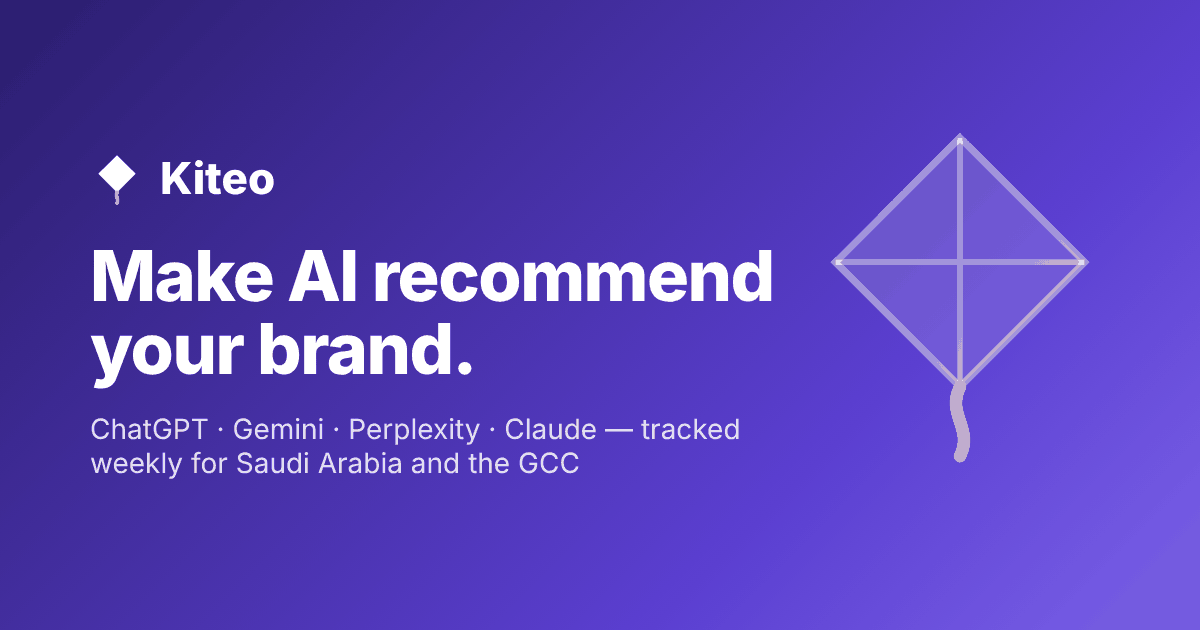 Kiteo
Make AI recommend
your brand.
ChatGPT · Gemini · Perplexity · Claude — tracked
weekly for Saudi Arabia and the GCC